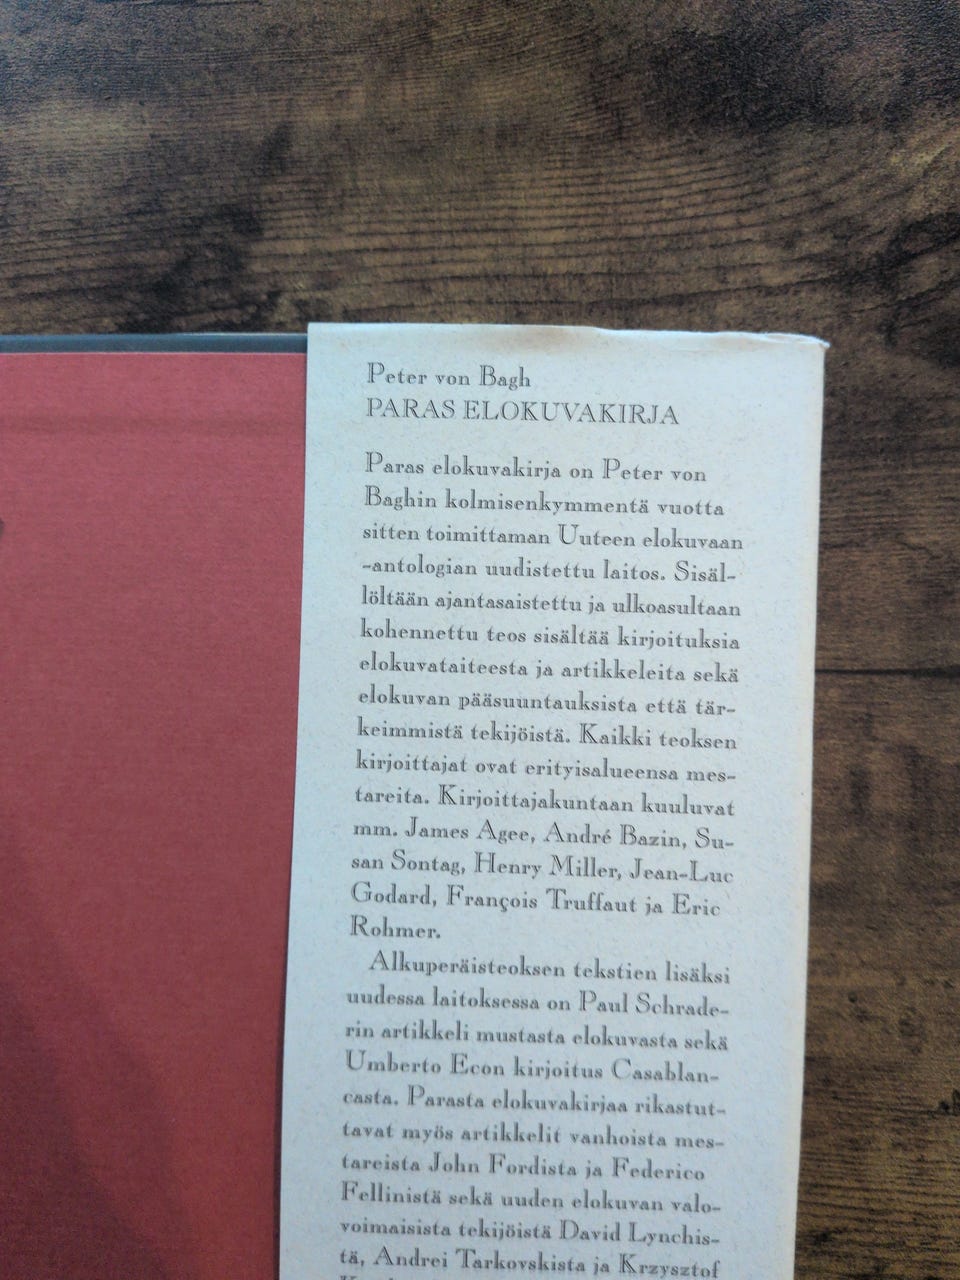 Peter von Bagh
PARAS ELOKUVAKIRJA
Paras elokuvakirja on Peter von
Baghin kolmisenkymmentä vuotta
sitten toimittaman Uuteen elokuvaan
-antologian uudistettu laitos. Sisäl-
löltään ajantasaistettu ja ulkoasultaan
kohennettu teos sisältää kirjoituksia
elokuvataiteesta ja artikkeleita sekä
elokuvan pääsuuntauksista että tär-
keimmistä tekijöistä. Kaikki teoksen
kirjoittajat ovat erityisalueensa mes-
tareita. Kirjoittajakuntaan kuuluvat
mm. James Agee, André Bazin, Su-
san Sontag, Henry Miller, Jean-Luc
Godard, François Truffaut ja Eric
Rohmer.
Alkuperäisteoksen tekstien lisäksi
uudessa laitoksessa on Paul Schrade-
rin artikkeli mustasta elokuvasta sekä
Umberto Econ kirjoitus Casablan-
casta. Parasta elokuvakirjaa rikastut-
tavat myös artikkelit vanhoista mes-
tareista John Fordista ja Federico
Fellinistä sekä uuden elokuvan valo-
voimaisista tekijöistä David Lynchis-
tä, Andrei Tarkovskista ja Krzysztof